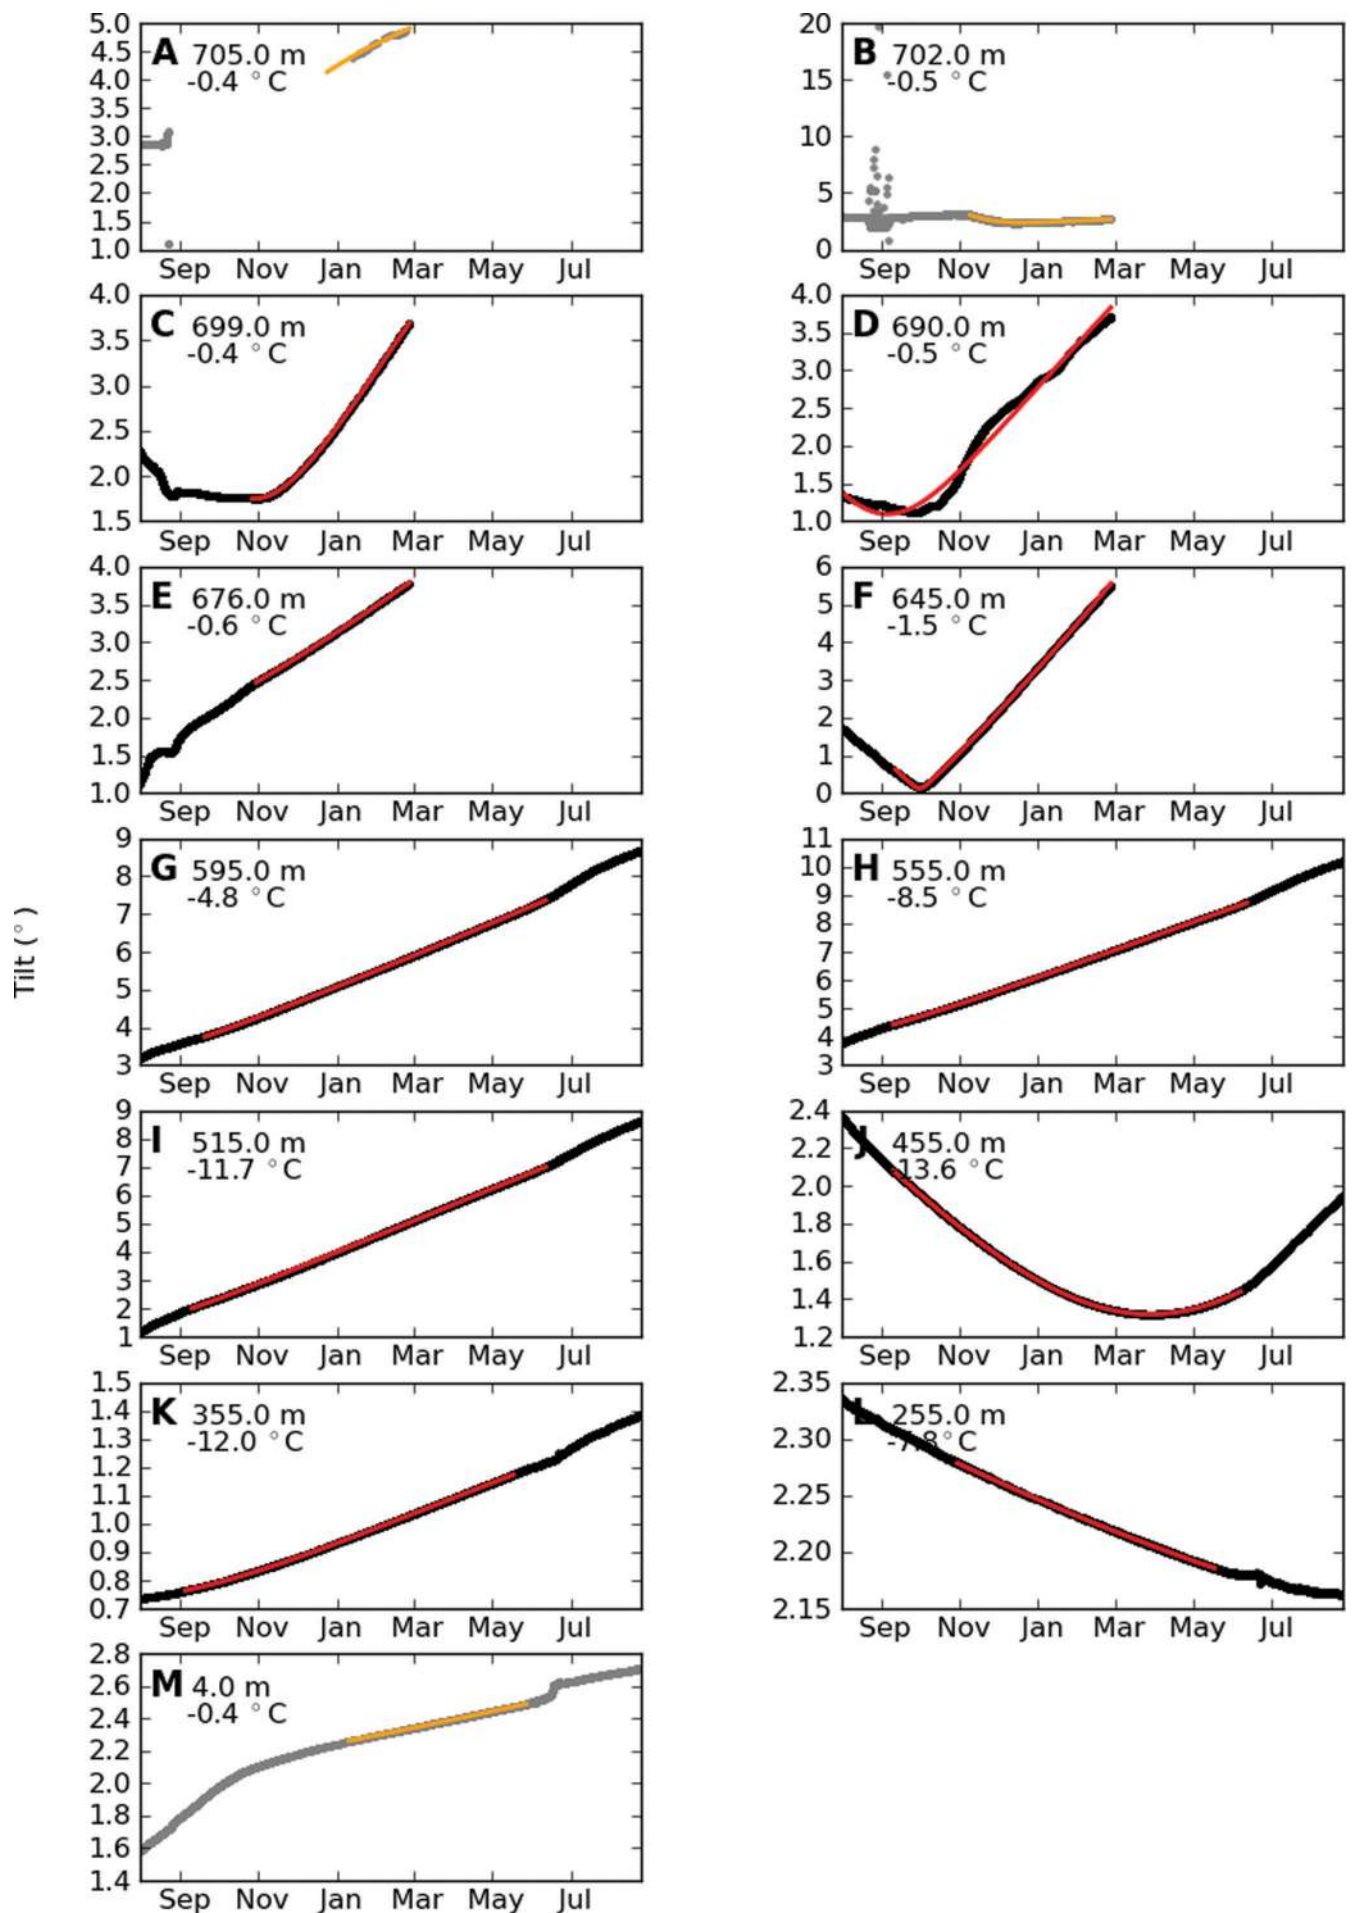 5.0
4.5
4.0
3.5
3.0
2.5
2.0
1.5
1.0
A 705.0 m
-0.4 °C
Sep Nov Jan Mar May Jul
20
15
10
5
0
B 702.0 m
-0.5 °C
Sep Nov Jan Mar May Jul
4.0
3.5
3.0
2.5
2.0
1.5
C 699.0 m
-0.4 °C
Sep Nov Jan Mar May Jul
4.0
3.5
3.0
2.5
2.0
1.5
1.0
D 690.0 m
-0.5 °C
Sep Nov Jan Mar May Jul
4.0
3.5
3.0
2.5
2.0
1.5
1.0
E 676.0 m
-0.6 °C
Sep Nov Jan Mar May Jul
6
5
4
3
2
1
0
F 645.0 m
-1.5 °C
Sep Nov Jan Mar May Jul
Tilt (°)
9
8
7
6
5
4
3
G 595.0 m
-4.8 °C
Sep Nov Jan Mar May Jul
11
10
9
8
7
6
5
4
3
H 555.0 m
-8.5 °C
Sep Nov Jan Mar May Jul
9
8
7
6
5
4
3
2
1
I 515.0 m
-11.7 °C
Sep Nov Jan Mar May Jul
2.4
2.2
2.0
1.8
1.6
1.4
1.2
J 455.0 m
-13.6 °C
Sep Nov Jan Mar May Jul
1.5
1.4
1.3
1.2
1.1
1.0
0.9
0.8
0.7
K 355.0 m
-12.0 °C
Sep Nov Jan Mar May Jul
2.35
2.30
2.25
2.20
2.15
L 255.0 m
-7.8 °C
Sep Nov Jan Mar May Jul
2.8
2.6
2.4
2.2
2.0
1.8
1.6
1.4
M 4.0 m
-0.4 °C
Sep Nov Jan Mar May Jul